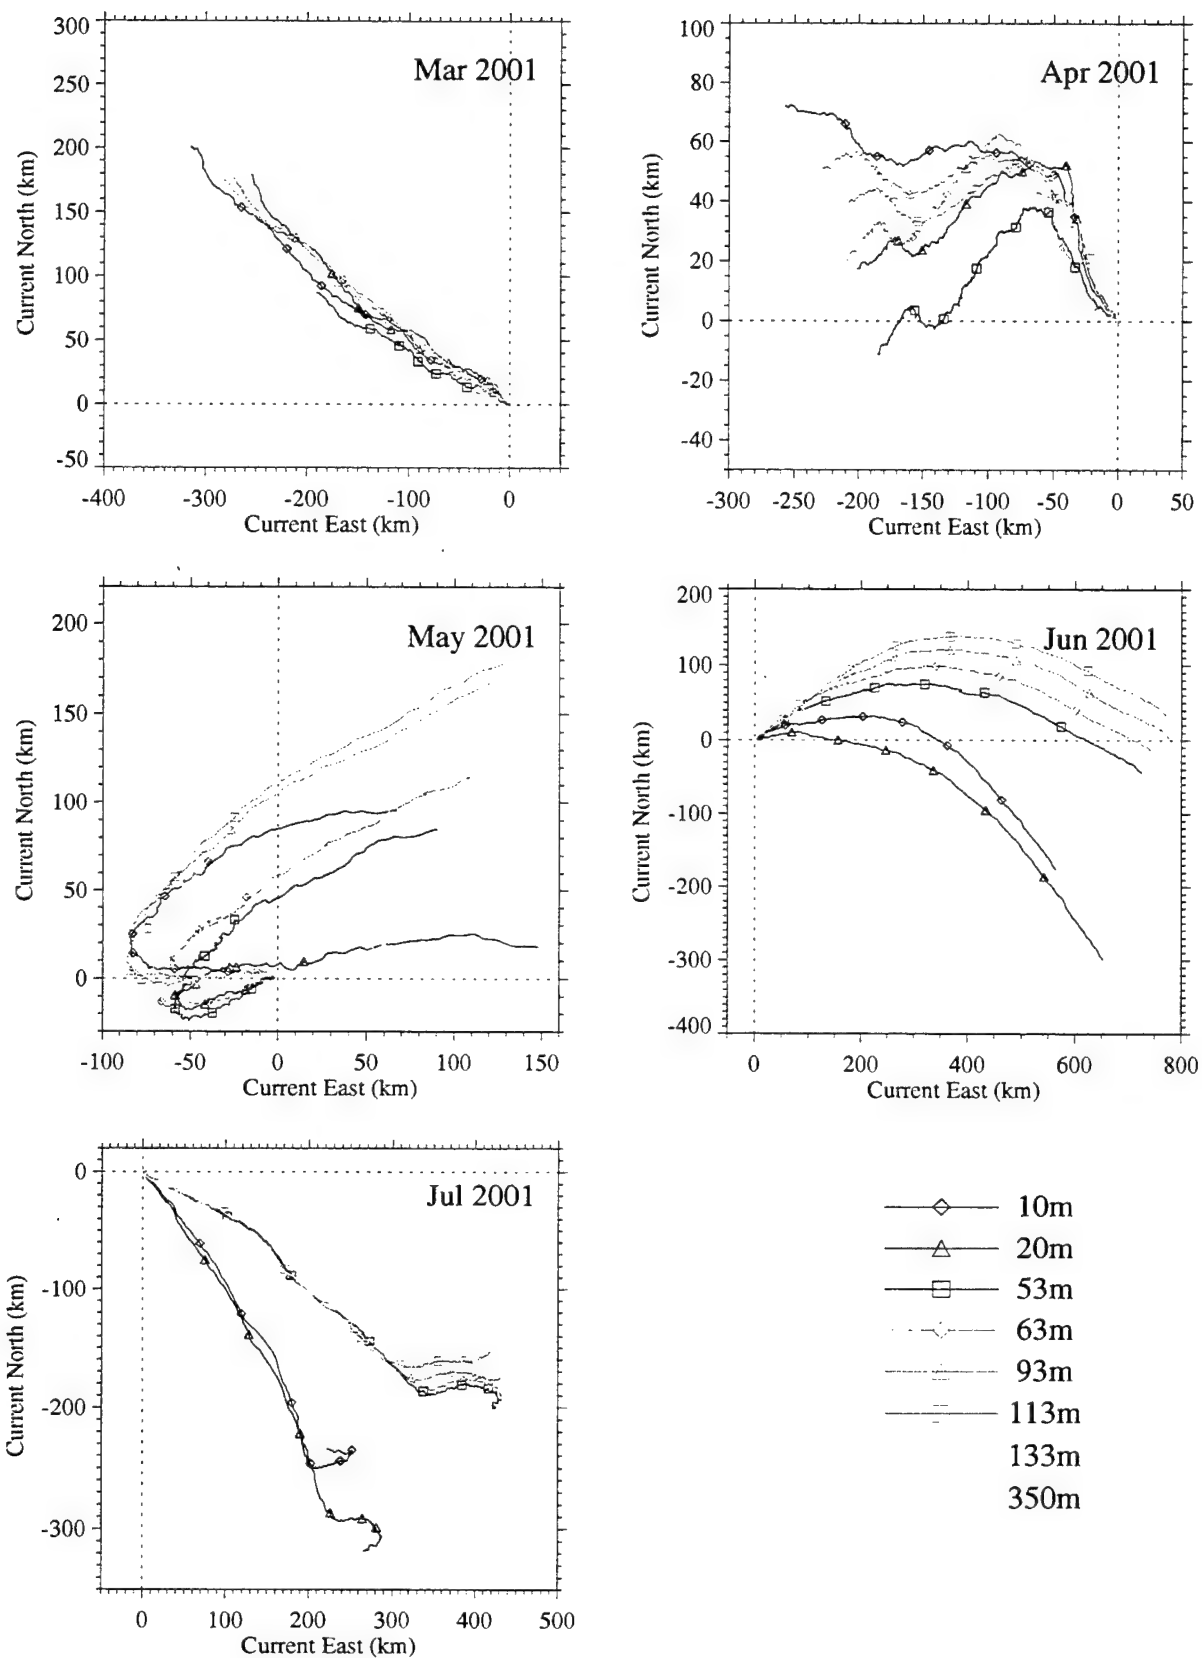 Mar 2001
300
250
200
150
100
50
0
-50
Current North (km)
-400 -300 -200 -100 0
Current East (km)
Apr 2001
100
80
60
40
20
0
-20
-40
Current North (km)
-300 -250 -200 -150 -100 -50 0 50
Current East (km)
May 2001
200
150
100
50
0
Current North (km)
-100 -50 0 50 100 150
Current East (km)
Jun 2001
200
100
0
-100
-200
-300
-400
Current North (km)
0 200 400 600 800
Current East (km)
Jul 2001
0
-100
-200
-300
Current North (km)
0 100 200 300 400 500
Current East (km)
10m
20m
53m
63m
93m
113m
133m
350m